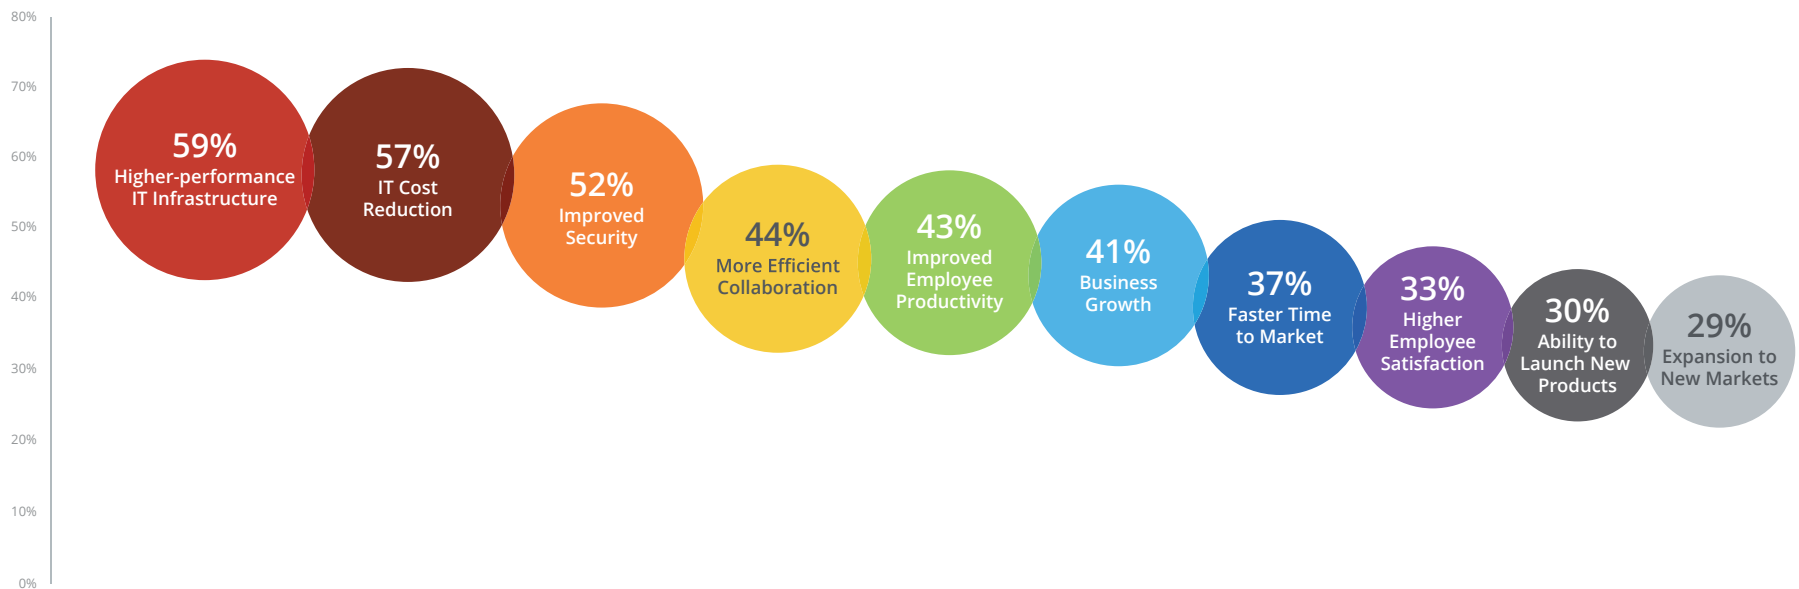 80%
70%
60%
50%
40%
30%
20%
10%
0%
59%
Higher-performance
IT Infrastructure
57%
IT Cost
Reduction
52%
Improved
Security
44%
More Efficient
Collaboration
43%
Improved
Employee
Productivity
41%
Business
Growth
37%
Faster Time
to Market
33%
Higher
Employee
Satisfaction
30%
Ability to
Launch New
Products
29%
Expansion to
New Markets